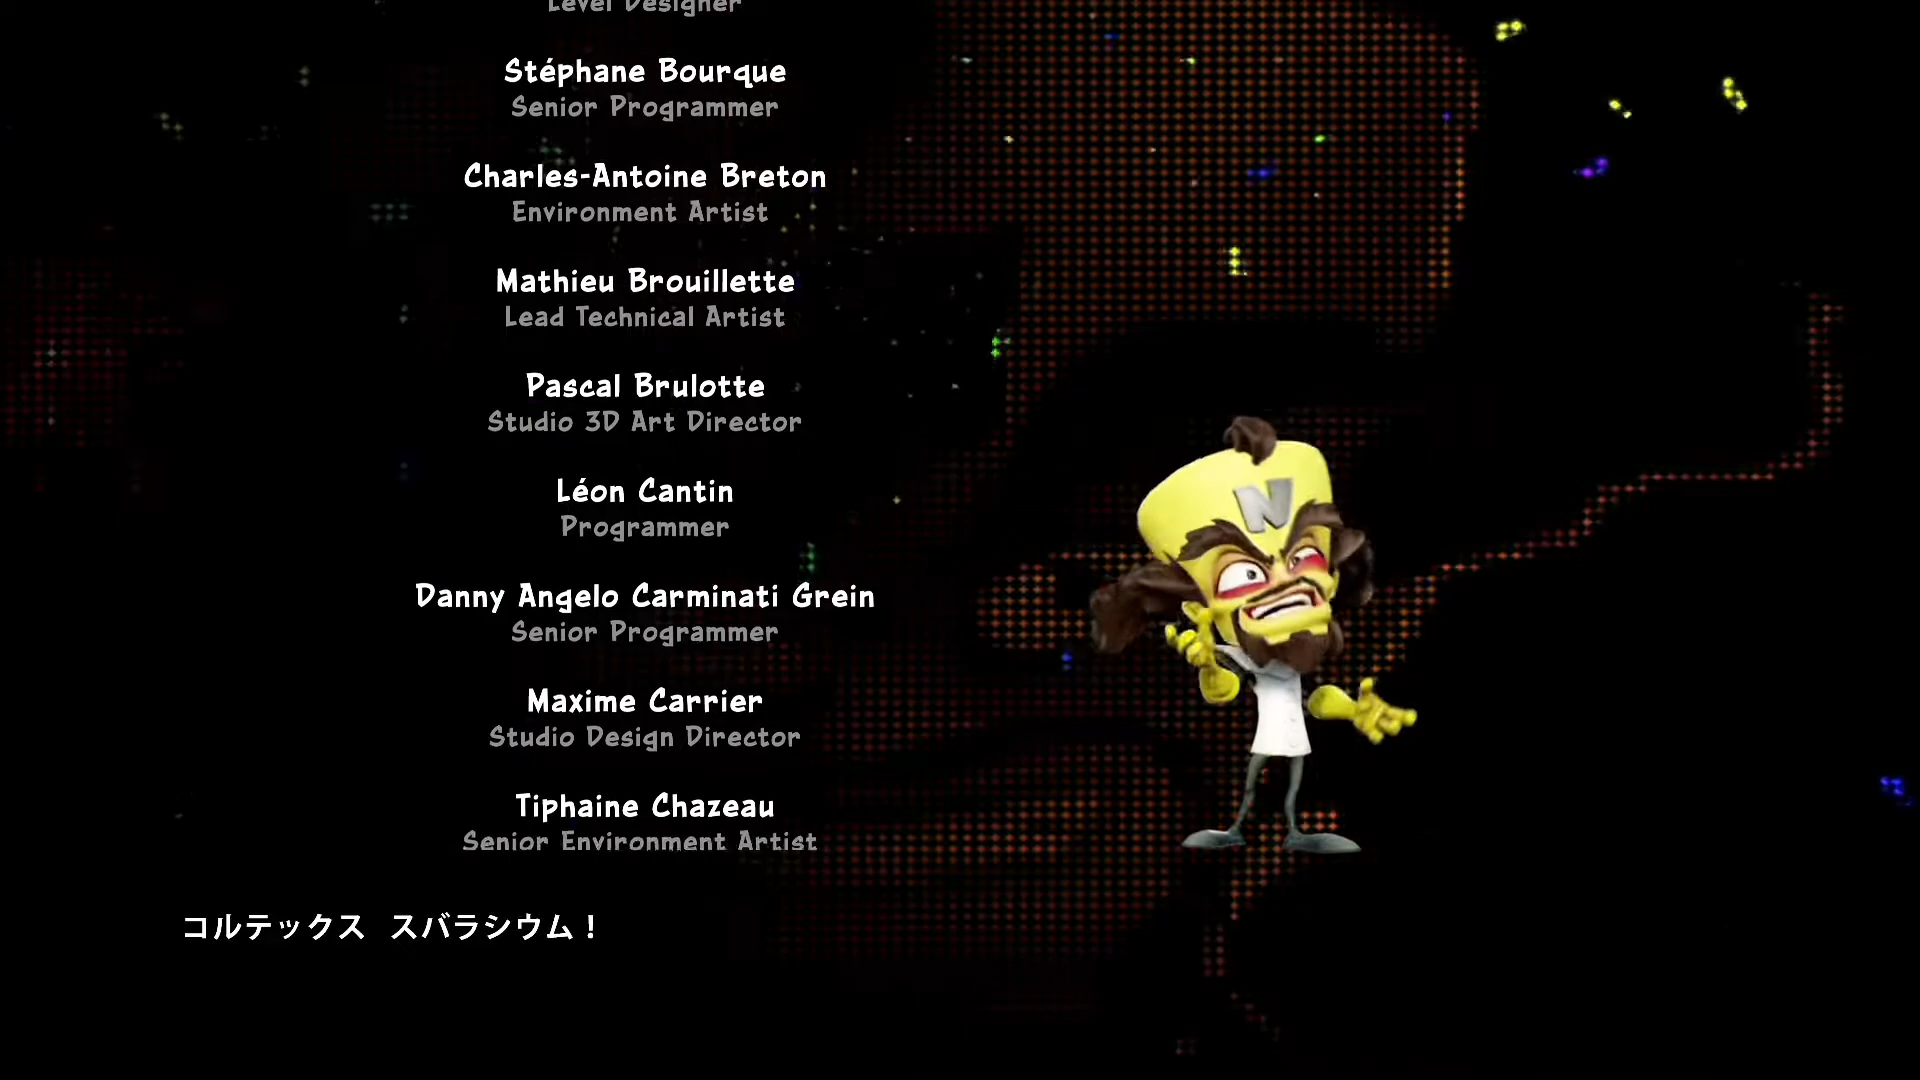 Level Designer
Stéphane Bourque
Senior Programmer
Charles-Antoine Breton
Environment Artist
Mathieu Brouillette
Lead Technical Artist
Pascal Brulotte
Studio 3D Art Director
Léon Cantin
Programmer
Danny Angelo Carminati Grein
Senior Programmer
Maxime Carrier
Studio Design Director
Tiphaine Chazeau
Senior Environment Artist
N
コルテックス スバラシウム！